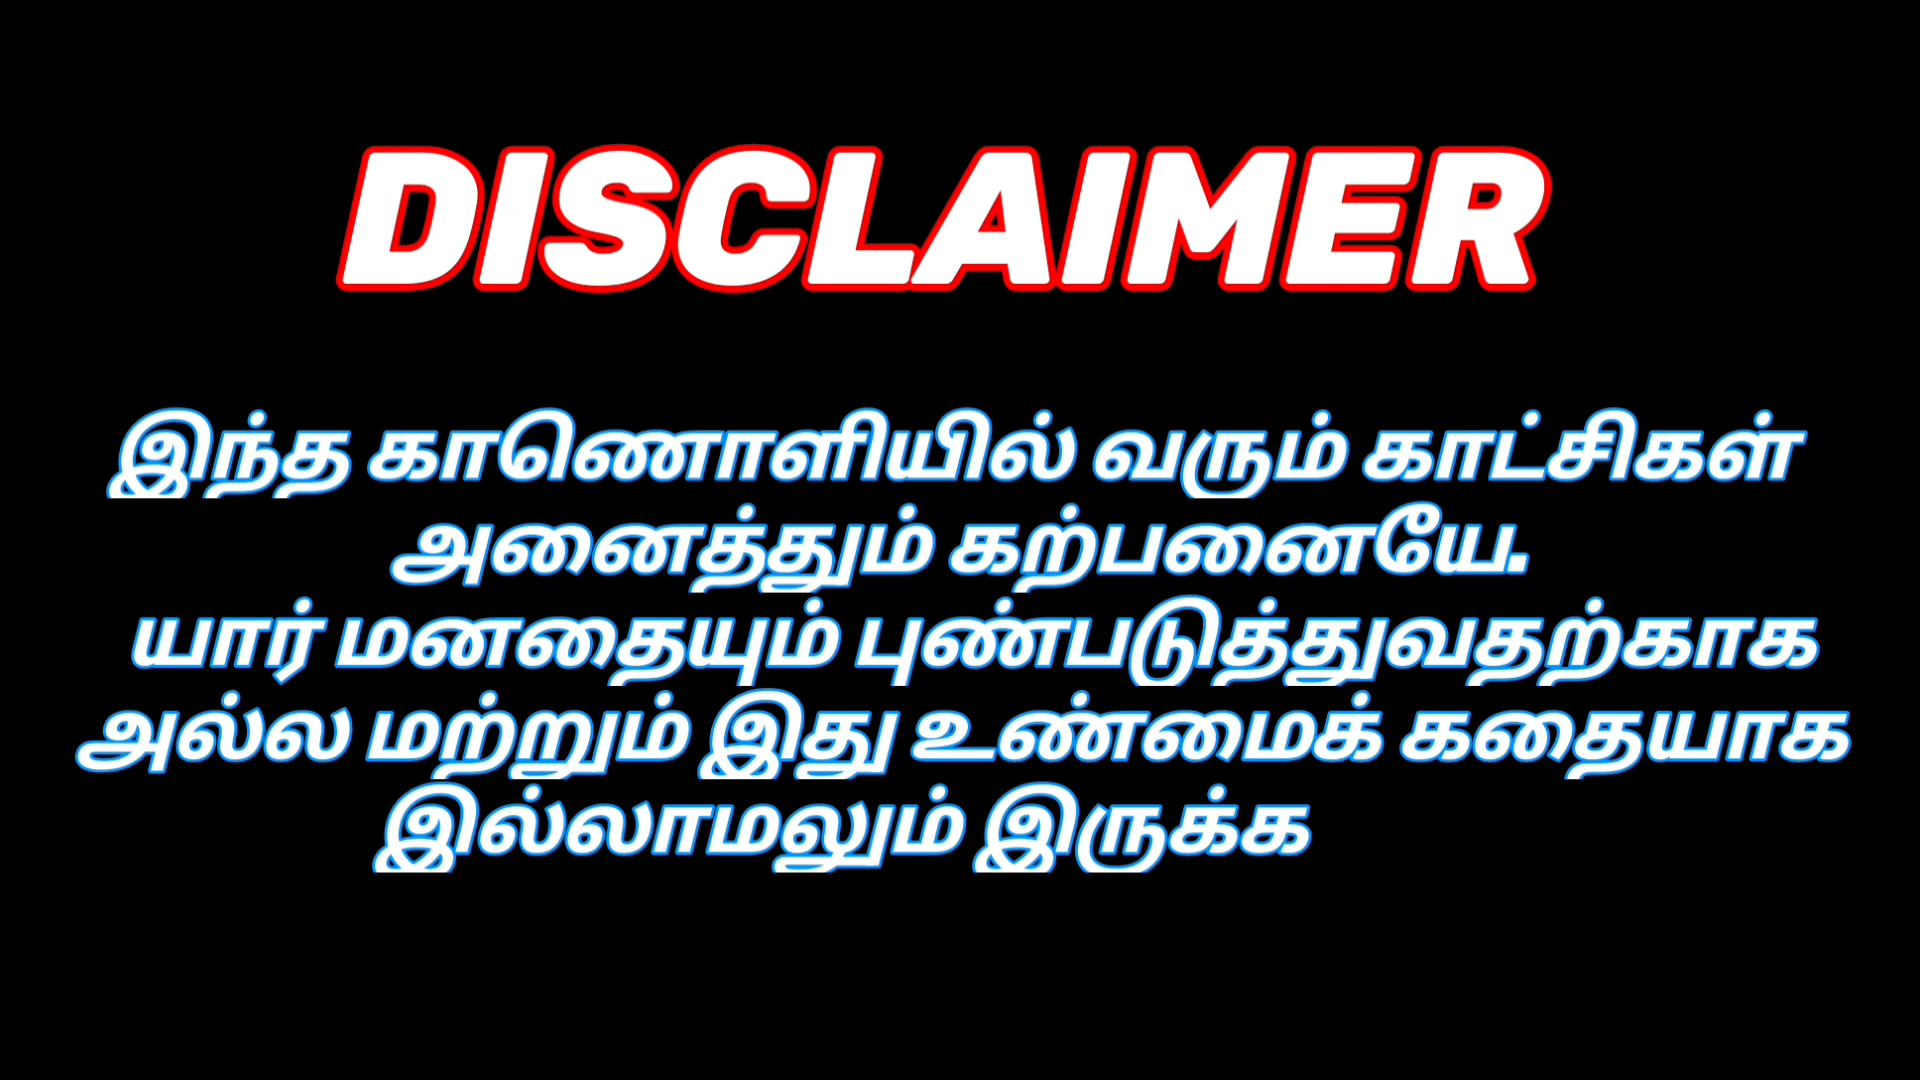 DISCLAIMER
இந்த காணொளியில் வரும் காட்சிகள்
அனைத்தும் கற்பனையே.
யார் மனதையும் புண்படுத்துவதற்காக
அல்ல மற்றும் இது உண்மைக் கதையாக
இல்லாமலும் இருக்க